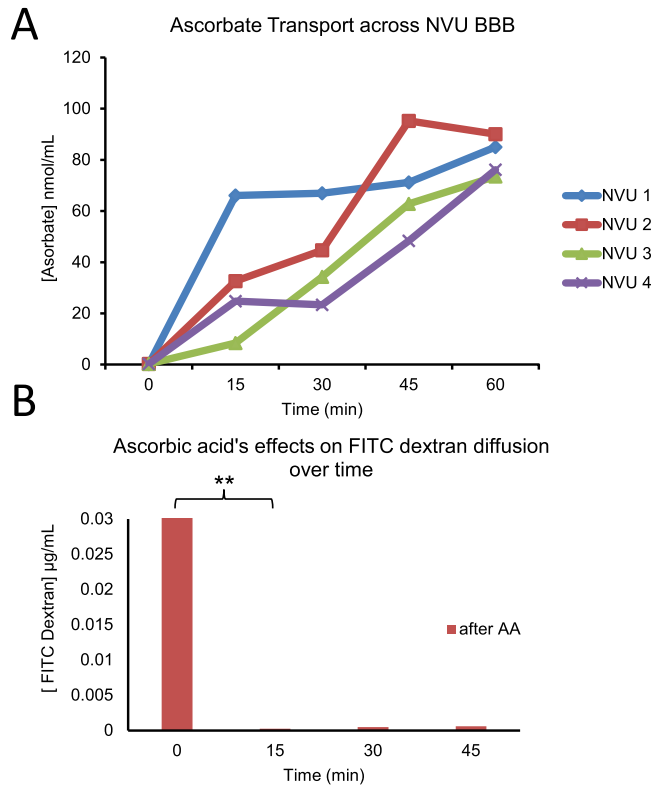 A
Ascorbate Transport across NVU BBB
120
100
80
60
40
20
0
[Asorbate] nmol/mL
0 15 30 45 60
Time (min)
NVU 1
NVU 2
NVU 3
NVU 4
B
Ascorbic acid's effects on FITC dextran diffusion
over time
**
0.03
0.025
0.02
0.015
0.01
0.005
0
[ FITC Dextran] µg/mL
after AA
0 15 30 45
Time (min)